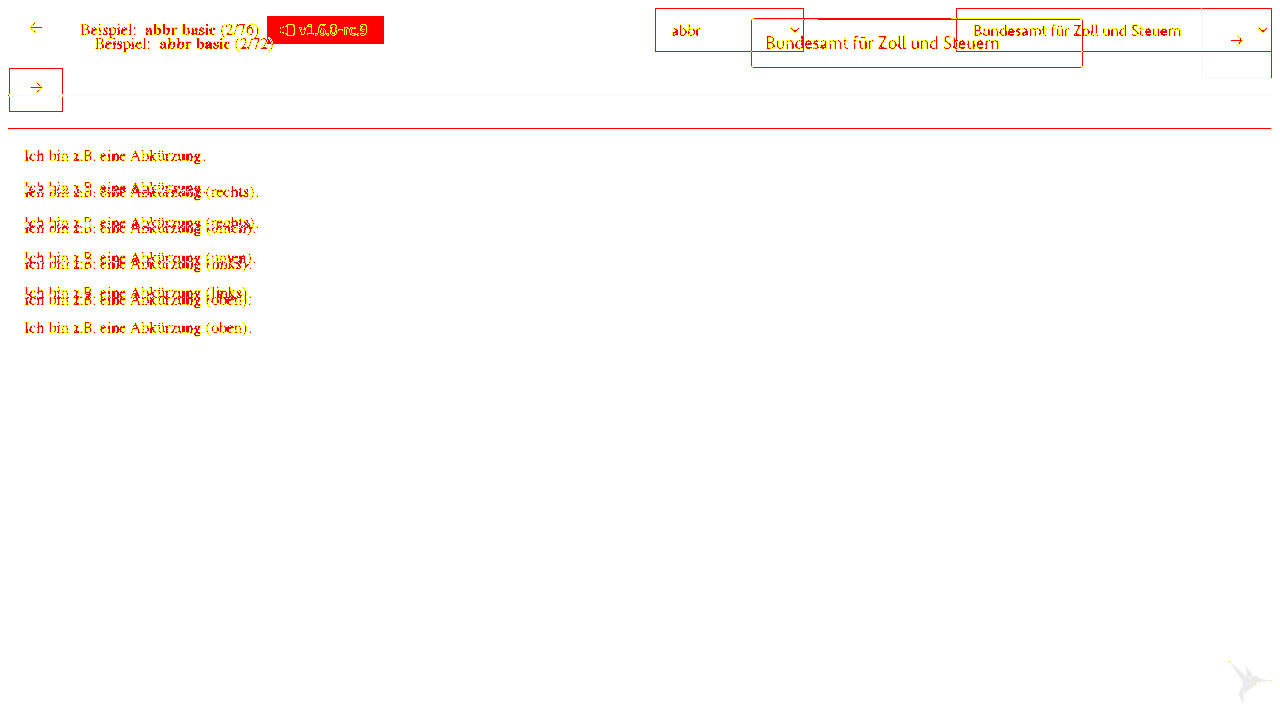 ← Beispiel: abbr basic (2/76) v1.6.0-rc.9 abbr Bundesamt für Zoll und Steuern
Beispiel: abbr basic (2/72) Bundesamt für Zoll und Steuern →
→
Ich bin z.B. eine Abkürzung.
Ich bin z.B. eine Abkürzung.
Ich bin z.B. eine Abkürzung (rechts).
Ich bin z.B. eine Abkürzung (rechts).
Ich bin z.B. eine Abkürzung (unten).
Ich bin z.B. eine Abkürzung (unten).
Ich bin z.B. eine Abkürzung (links).
Ich bin z.B. eine Abkürzung (links).
Ich bin z.B. eine Abkürzung (oben).
Ich bin z.B. eine Abkürzung (oben).